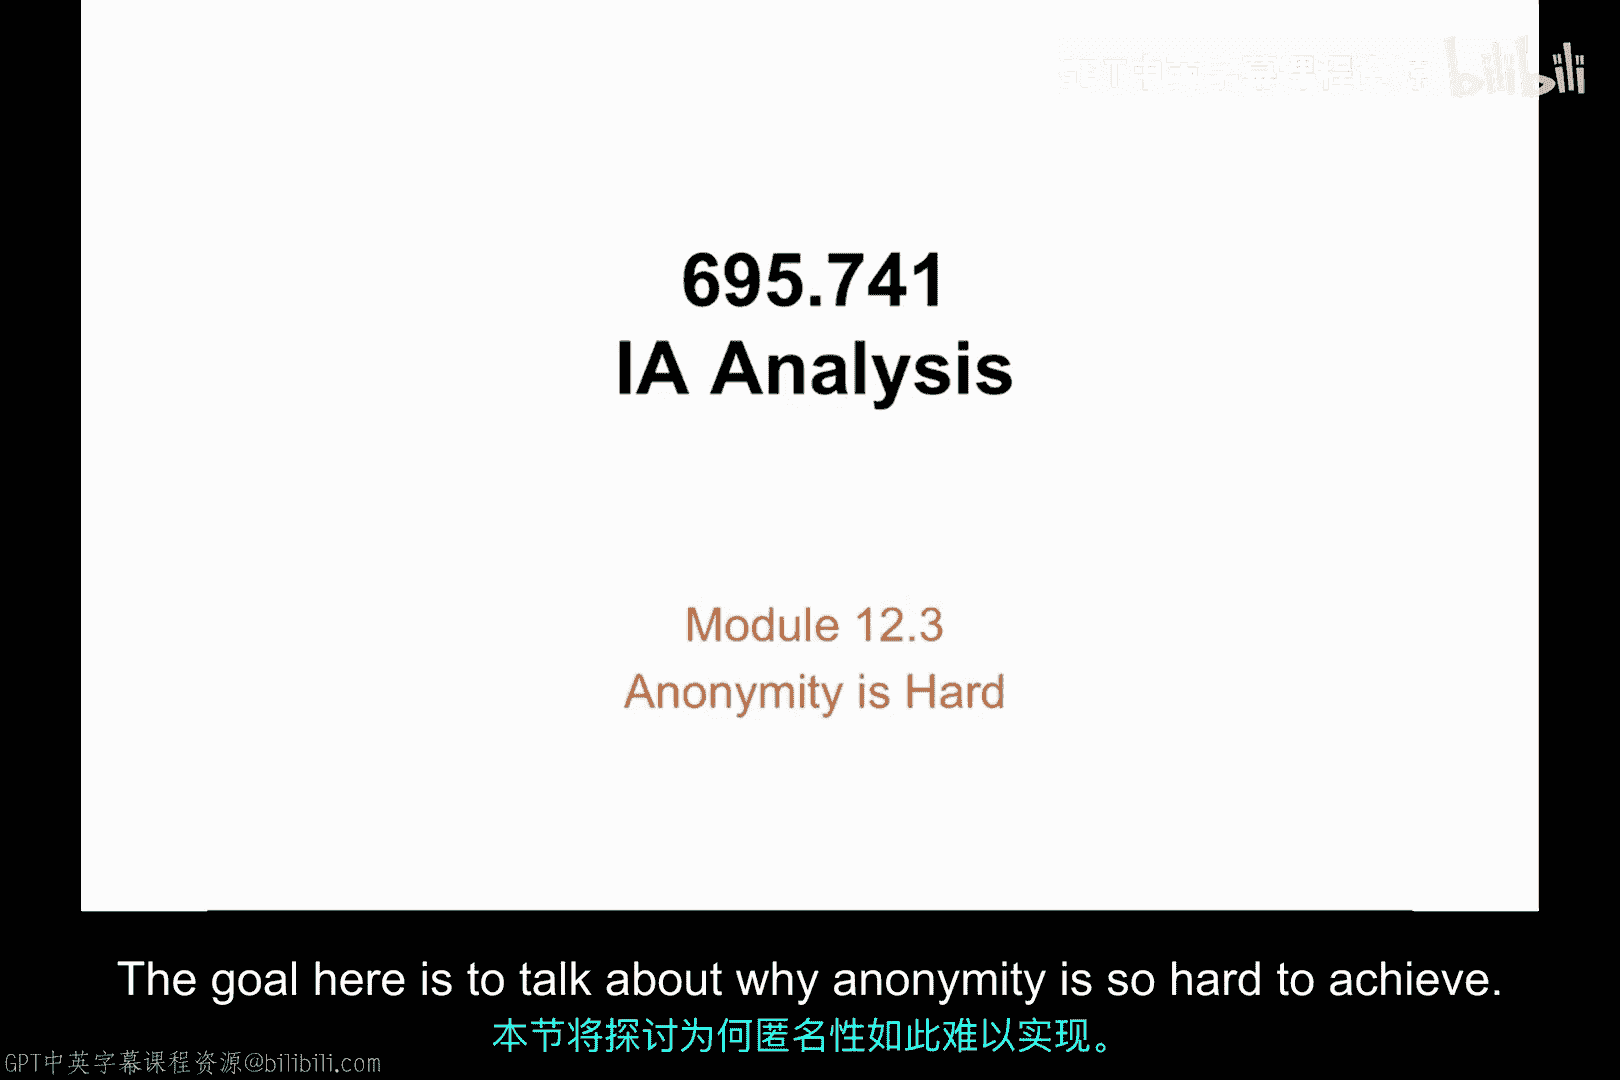 bilibili
695.741
IA Analysis
Module 12.3
Anonymity is Hard
The goal here is to talk about why anonymity is so hard to achieve.
本节将探讨为何匿名性如此难以实现。
GPT中英字幕课程资源@bilibili.com